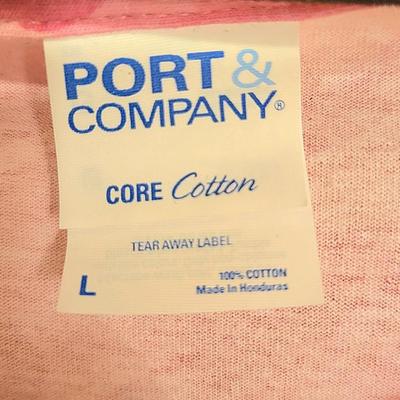 PORT &
COMPANY®
CORE Cotton
TEAR AWAY LABEL
L
100% COTTON
Made In Honduras